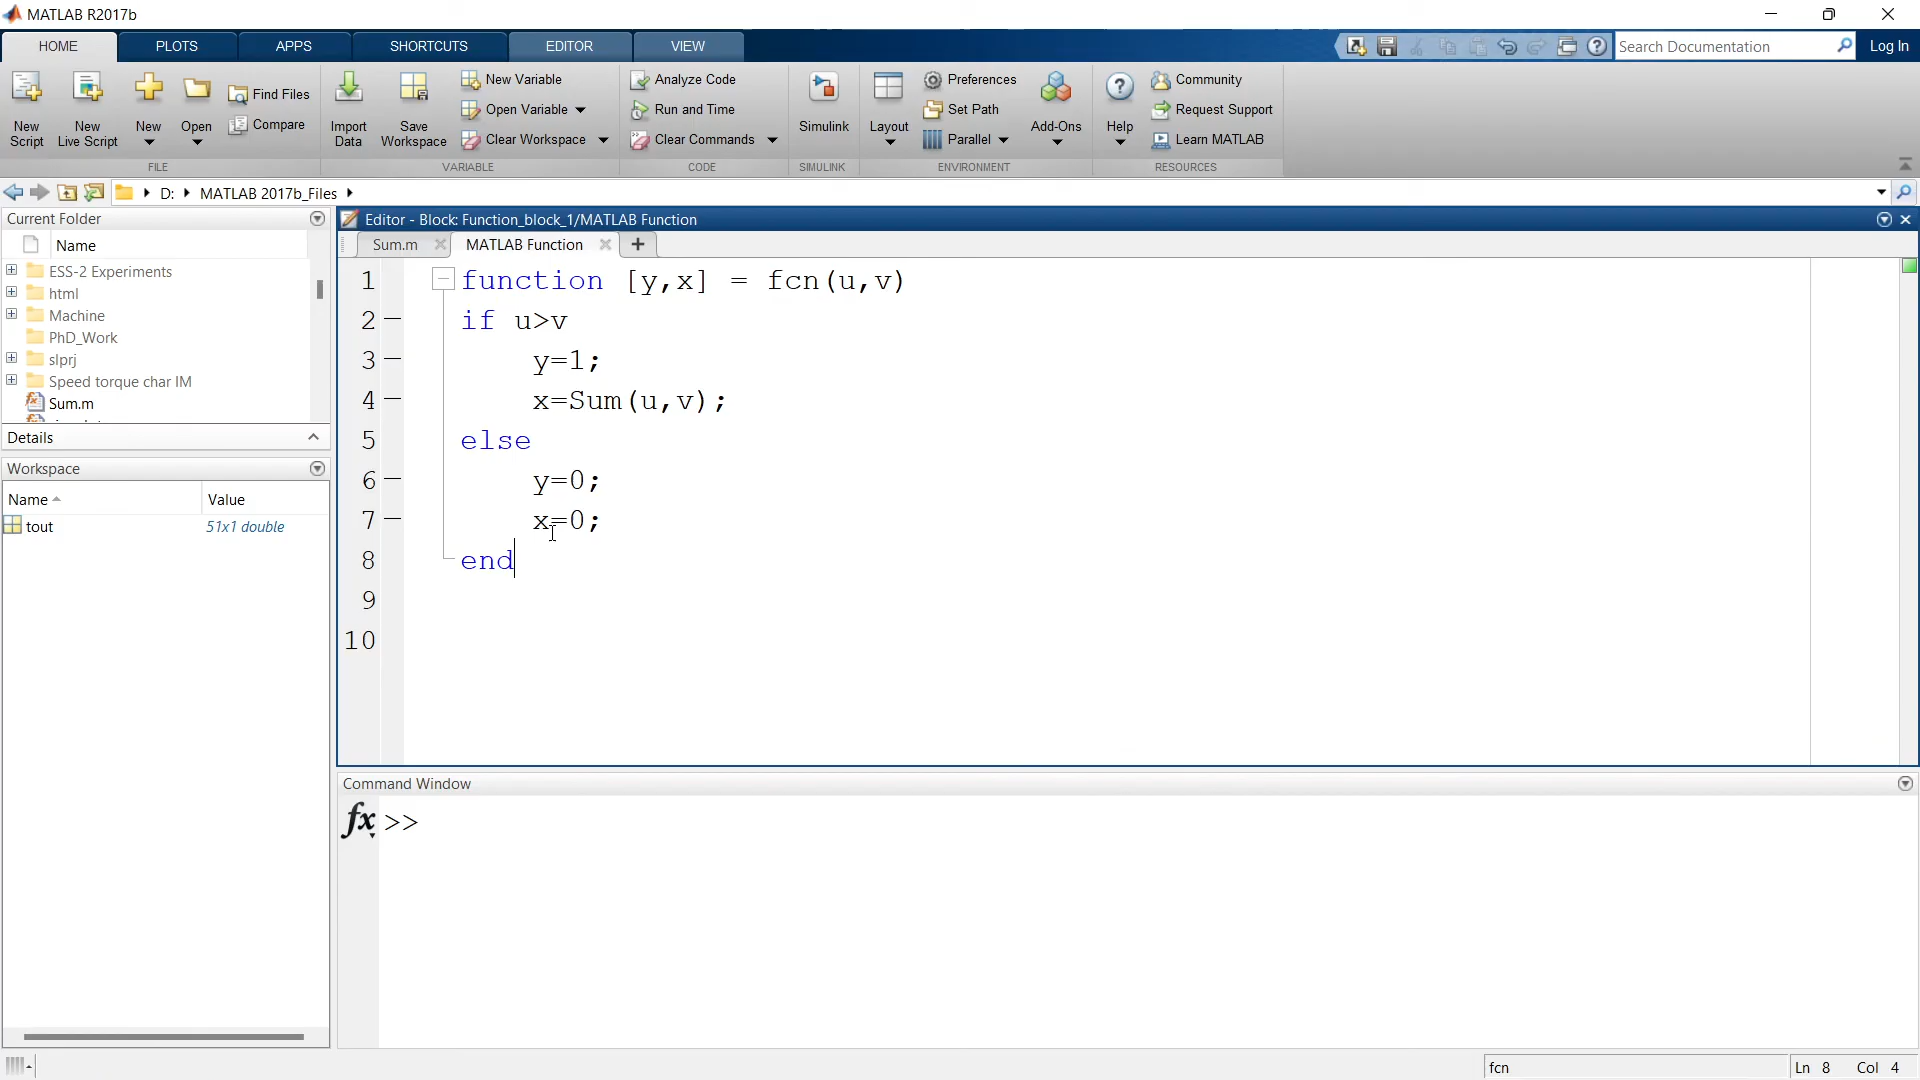 MATLAB R2017b
HOME PLOTS APPS SHORTCUTS EDITOR VIEW
Search Documentation Log In
New Script
New Live Script
New
Open
Find Files
Compare
FILE
Import Data
Save Workspace
New Variable
Open Variable
Clear Workspace
VARIABLE
Analyze Code
Run and Time
Clear Commands
CODE
Simulink
SIMULINK
Layout
Preferences
Set Path
Parallel
Add-Ons
ENVIRONMENT
Help
Community
Request Support
Learn MATLAB
RESOURCES
D: MATLAB 2017b_Files
Current Folder
Name
ESS-2 Experiments
html
Machine
PhD_Work
slprj
Speed torque char IM
Sum.m
Details
Workspace
Name Value
tout 51x1 double
Editor - Block: Function_block_1/MATLAB Function
Sum.m MATLAB Function
1 function [y,x] = fcn(u,v)
2 if u>v
3 y=1;
4 x=Sum(u,v);
5 else
6 y=0;
7 x=0;
8 end
9
10
Command Window
fx >>
fcn Ln 8 Col 4